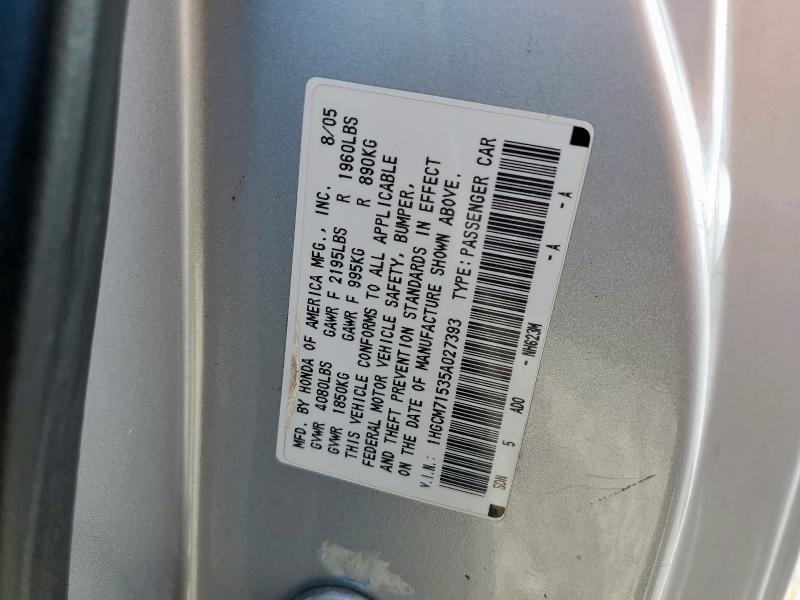 MFD. BY HONDA OF AMERICA MFG., INC. 8/05
GVWR 4080LBS GAWR F 2195LBS R 1960LBS
GVWR 1850KG GAWR F 995KG R 890KG
THIS VEHICLE CONFORMS TO ALL APPLICABLE
FEDERAL MOTOR VEHICLE SAFETY, BUMPER,
AND THEFT PREVENTION STANDARDS IN EFFECT
ON THE DATE OF MANUFACTURE SHOWN ABOVE.
V.I.N.: 1HGCM71535A027393 TYPE:PASSENGER CAR
SDN 5 ADO -NH623M -A -A